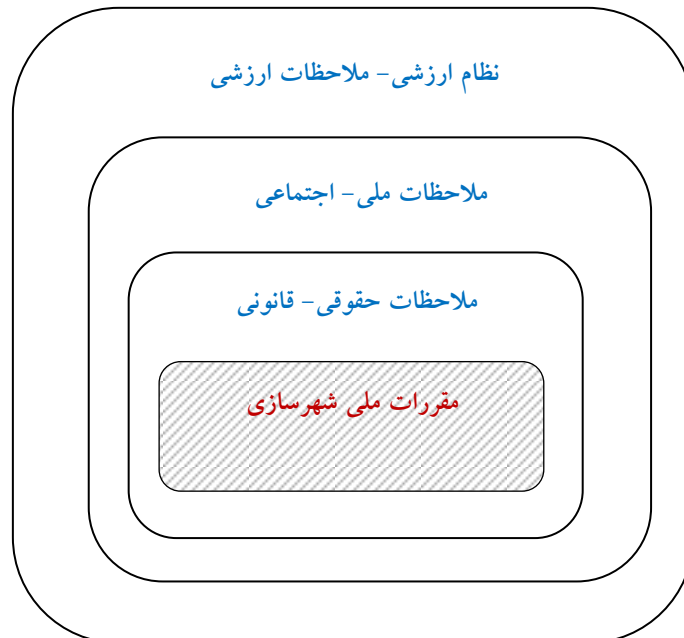 نظام ارزشی- ملاحظات ارزشی
ملاحظات ملی- اجتماعی
ملاحظات حقوقی- قانونی
مقررات ملی شهرسازی